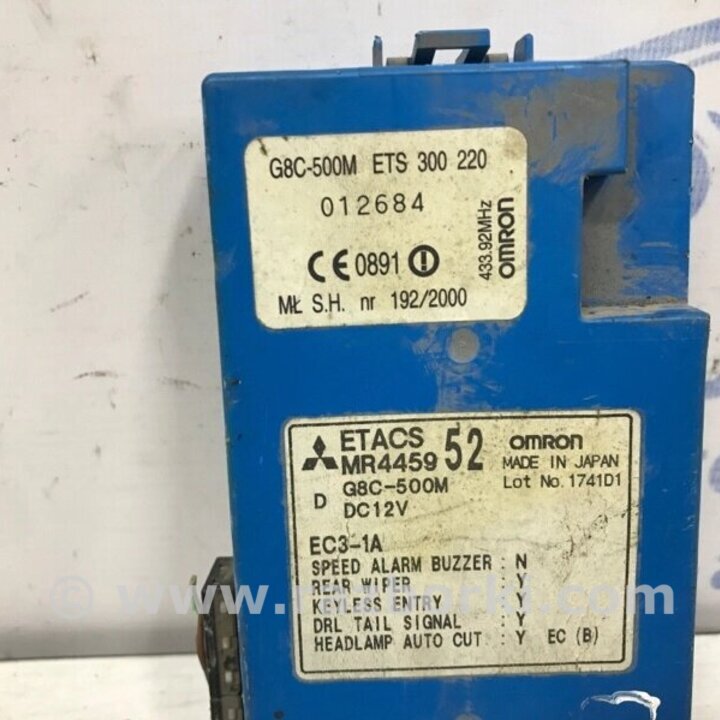 G8C-500M ETS 300 220
012684
CE 0891
433.92MHz
OMRON
MŁ S.H. nr 192/2000
ETACS 52 OMRON
MR4459 MADE IN JAPAN
D G8C-500M Lot No. 1741D1
DC12V
EC3-1A
SPEED ALARM BUZZER : N
REAR WIPER : Y
KEYLESS ENTRY : Y
DRL TAIL SIGNAL : Y
HEADLAMP AUTO CUT : Y EC (B)